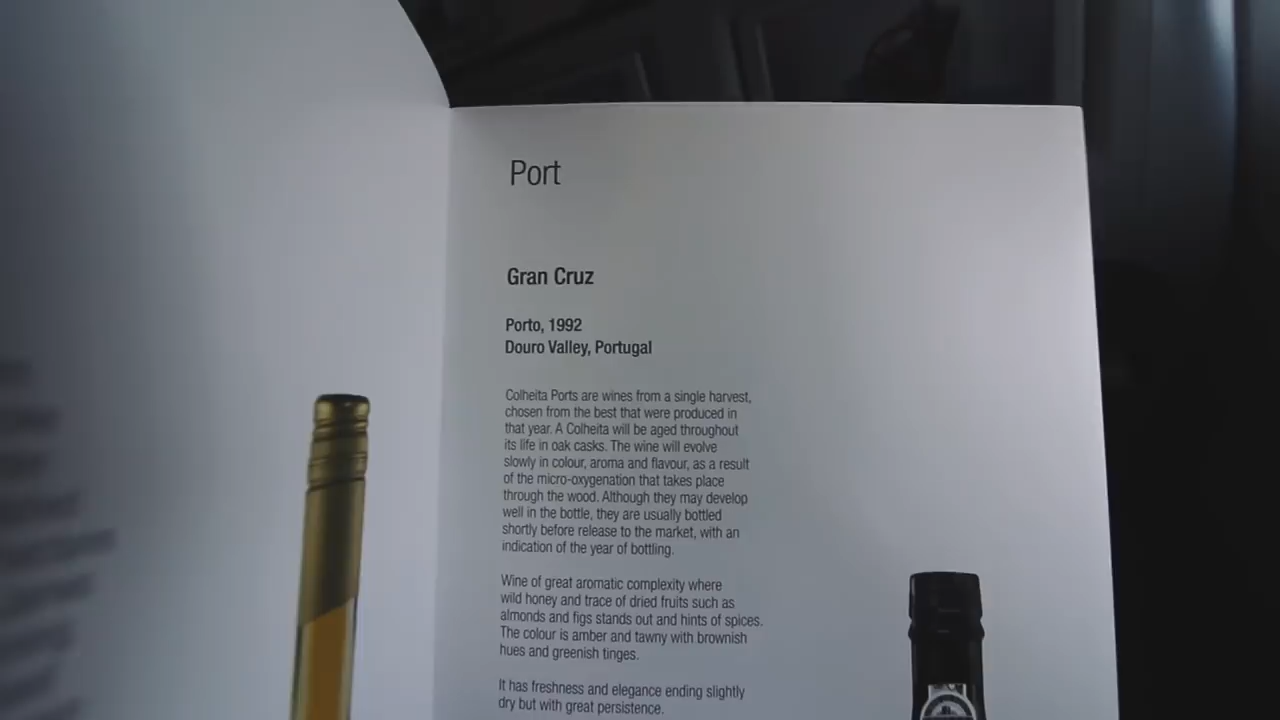 Port
Gran Cruz
Porto, 1992
Douro Valley, Portugal
Colheita Ports are wines from a single harvest,
chosen from the best that were produced in
that year. A Colheita will be aged throughout
its life in oak casks. The wine will evolve
slowly in colour, aroma and flavour, as a result
of the micro-oxygenation that takes place
through the wood. Although they may develop
well in the bottle, they are usually bottled
shortly before release to the market, with an
indication of the year of bottling.
Wine of great aromatic complexity where
wild honey and trace of dried fruits such as
almonds and figs stands out and hints of spices.
The colour is amber and tawny with brownish
hues and greenish tinges.
It has freshness and elegance ending slightly
dry but with great persistence.